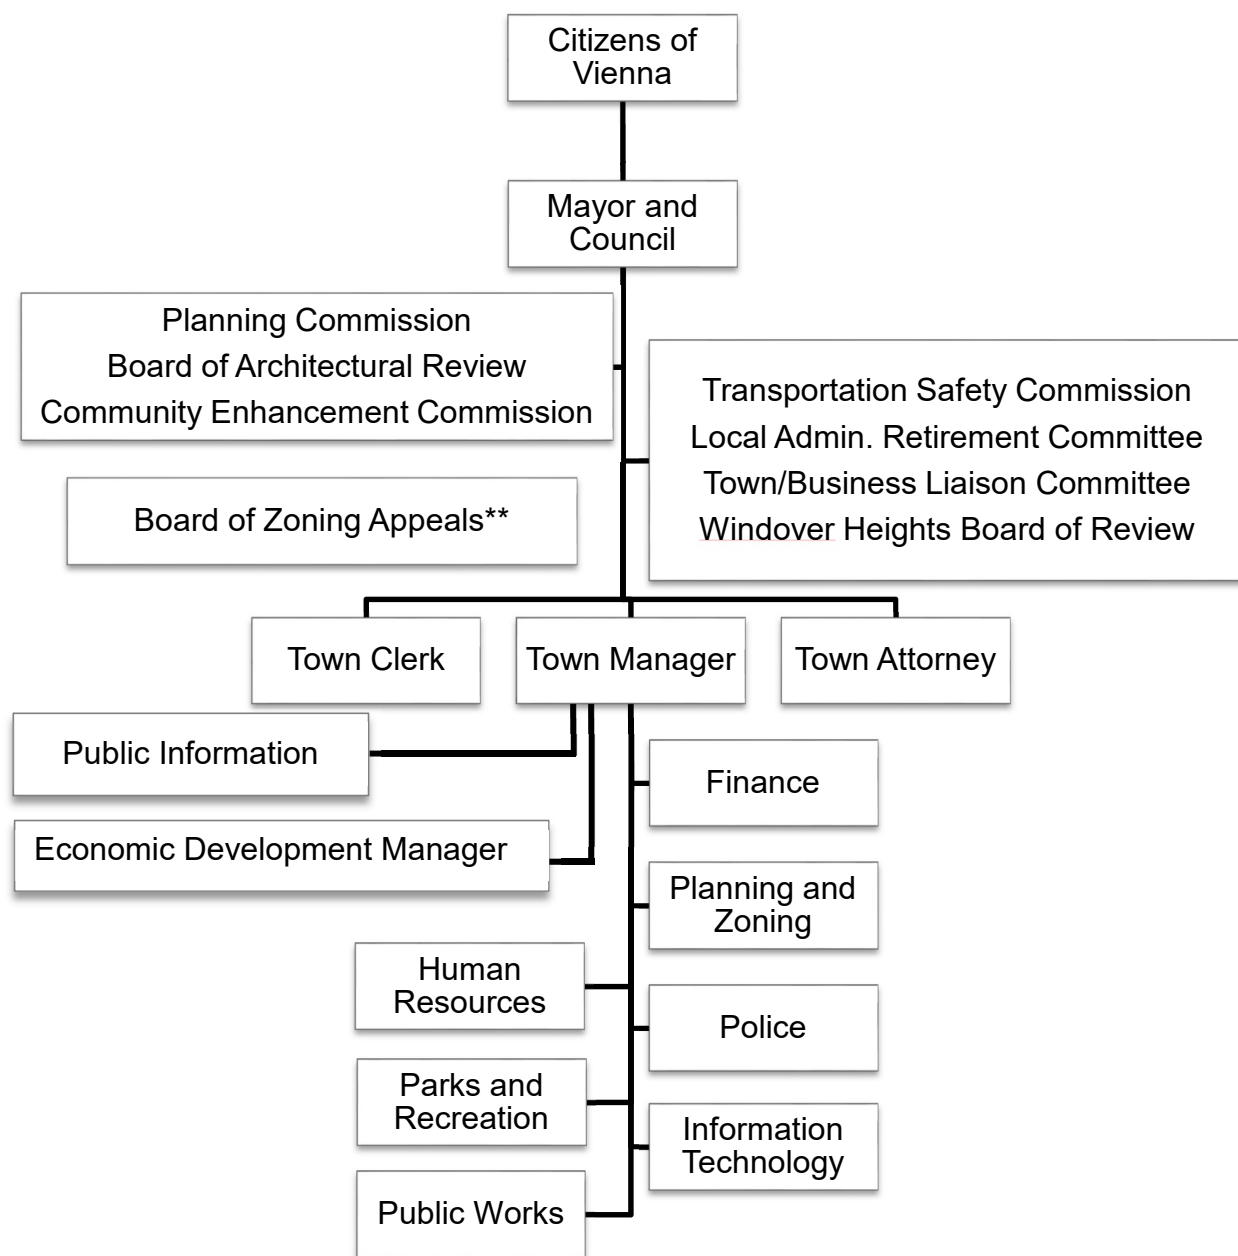 Citizens of
Vienna
Mayor and
Council
Planning Commission
Board of Architectural Review
Community Enhancement Commission
Transportation Safety Commission
Local Admin. Retirement Committee
Town/Business Liaison Committee
Windover Heights Board of Review
Board of Zoning Appeals**
Town Clerk
Town Manager
Town Attorney
Public Information
Finance
Economic Development Manager
Planning and
Zoning
Human
Resources
Police
Parks and
Recreation
Information
Technology
Public Works